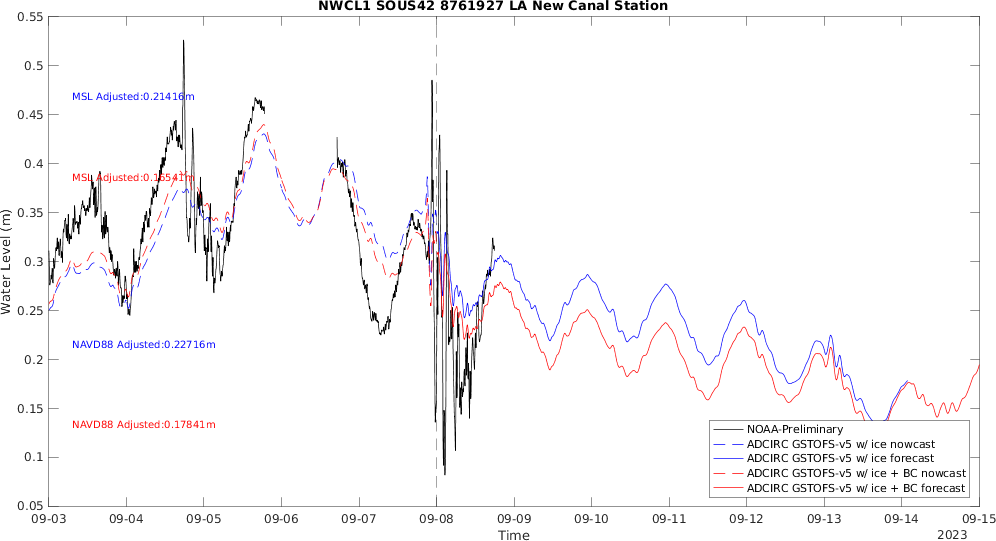 NWCL1 SOUS42 8761927 LA New Canal Station
Water Level (m)
0.55
0.5
0.45
0.4
0.35
0.3
0.25
0.2
0.15
0.1
0.05
MSL Adjusted:0.21416m
MSL Adjusted:0.16541m
NAVD88 Adjusted:0.22716m
NAVD88 Adjusted:0.17841m
NOAA-Preliminary
ADCIRC GSTOFS-v5 w/ ice nowcast
ADCIRC GSTOFS-v5 w/ ice forecast
ADCIRC GSTOFS-v5 w/ ice + BC nowcast
ADCIRC GSTOFS-v5 w/ ice + BC forecast
09-03 09-04 09-05 09-06 09-07 09-08 09-09 09-10 09-11 09-12 09-13 09-14 09-15
Time
2023